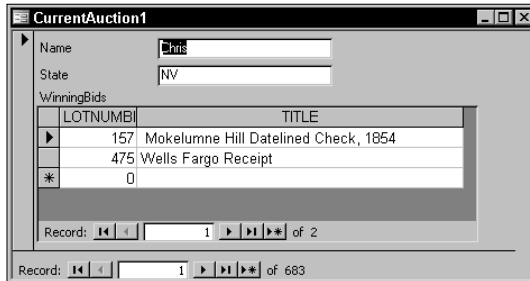 CurrentAuction1
Name Chris
State NV
WinningBids
LOTNUMBI TITLE
157 Mokelumne Hill Datelined Check, 1854
475 Wells Fargo Receipt
0
Record: 1 of 2
Record: 1 of 683